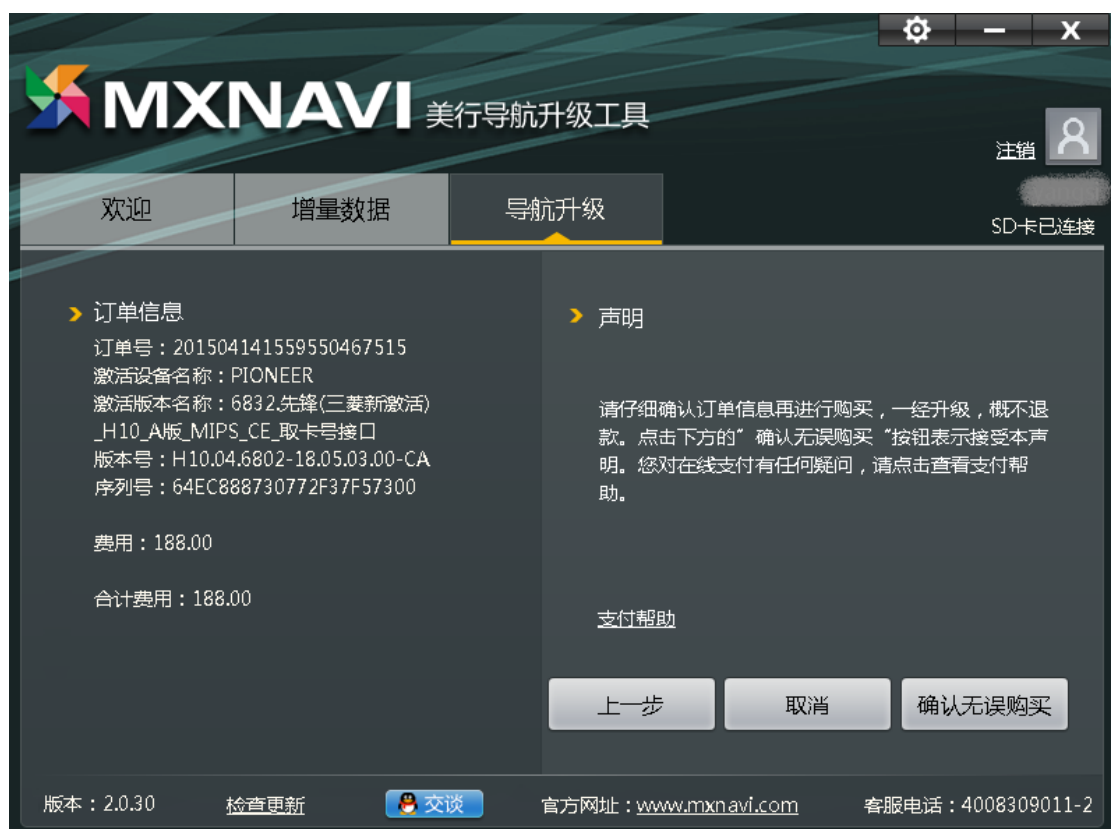 X
MXNAVI 美行导航升级工具
注销
欢迎
增量数据
导航升级
SD卡已连接
订单信息
订单号：201504141559550467515
激活设备名称：PIONEER
激活版本名称：6832.先锋(三菱新激活)
_H10_A版_MIPS_CE_取卡号接口
版本号：H10.04.6802-18.05.03.00-CA
序列号：64EC888730772F37F57300
费用：188.00
合计费用：188.00
声明
请仔细确认订单信息再进行购买，一经升级，概不退
款。点击下方的”确认无误购买“按钮表示接受本声
明。您对在线支付有任何疑问，请点击查看支付帮
助。
支付帮助
上一步
取消
确认无误购买
版本：2.0.30
检查更新
交谈
官方网址：www.mxnavi.com
客服电话：4008309011-2